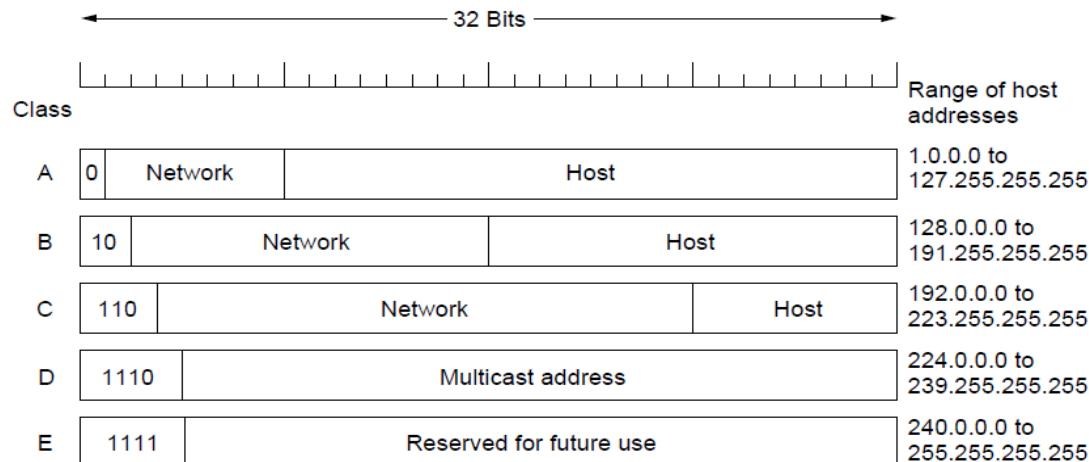 32 Bits
Range of host
addresses
Class
A 0 Network Host 1.0.0.0 to
127.255.255.255
B 10 Network Host 128.0.0.0 to
191.255.255.255
C 110 Network Host 192.0.0.0 to
223.255.255.255
D 1110 Multicast address 224.0.0.0 to
239.255.255.255
E 1111 Reserved for future use 240.0.0.0 to
255.255.255.255